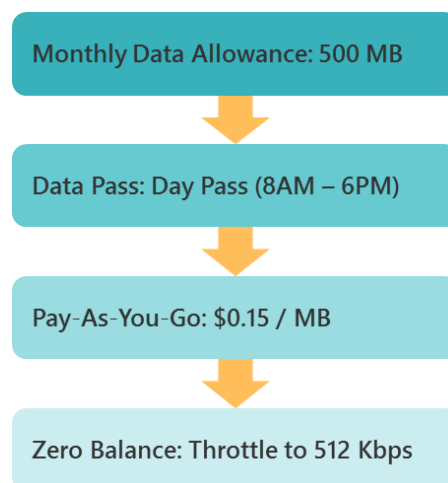 Monthly Data Allowance: 500 MB
Data Pass: Day Pass (8AM – 6PM)
Pay-As-You-Go: $0.15 / MB
Zero Balance: Throttle to 512 Kbps